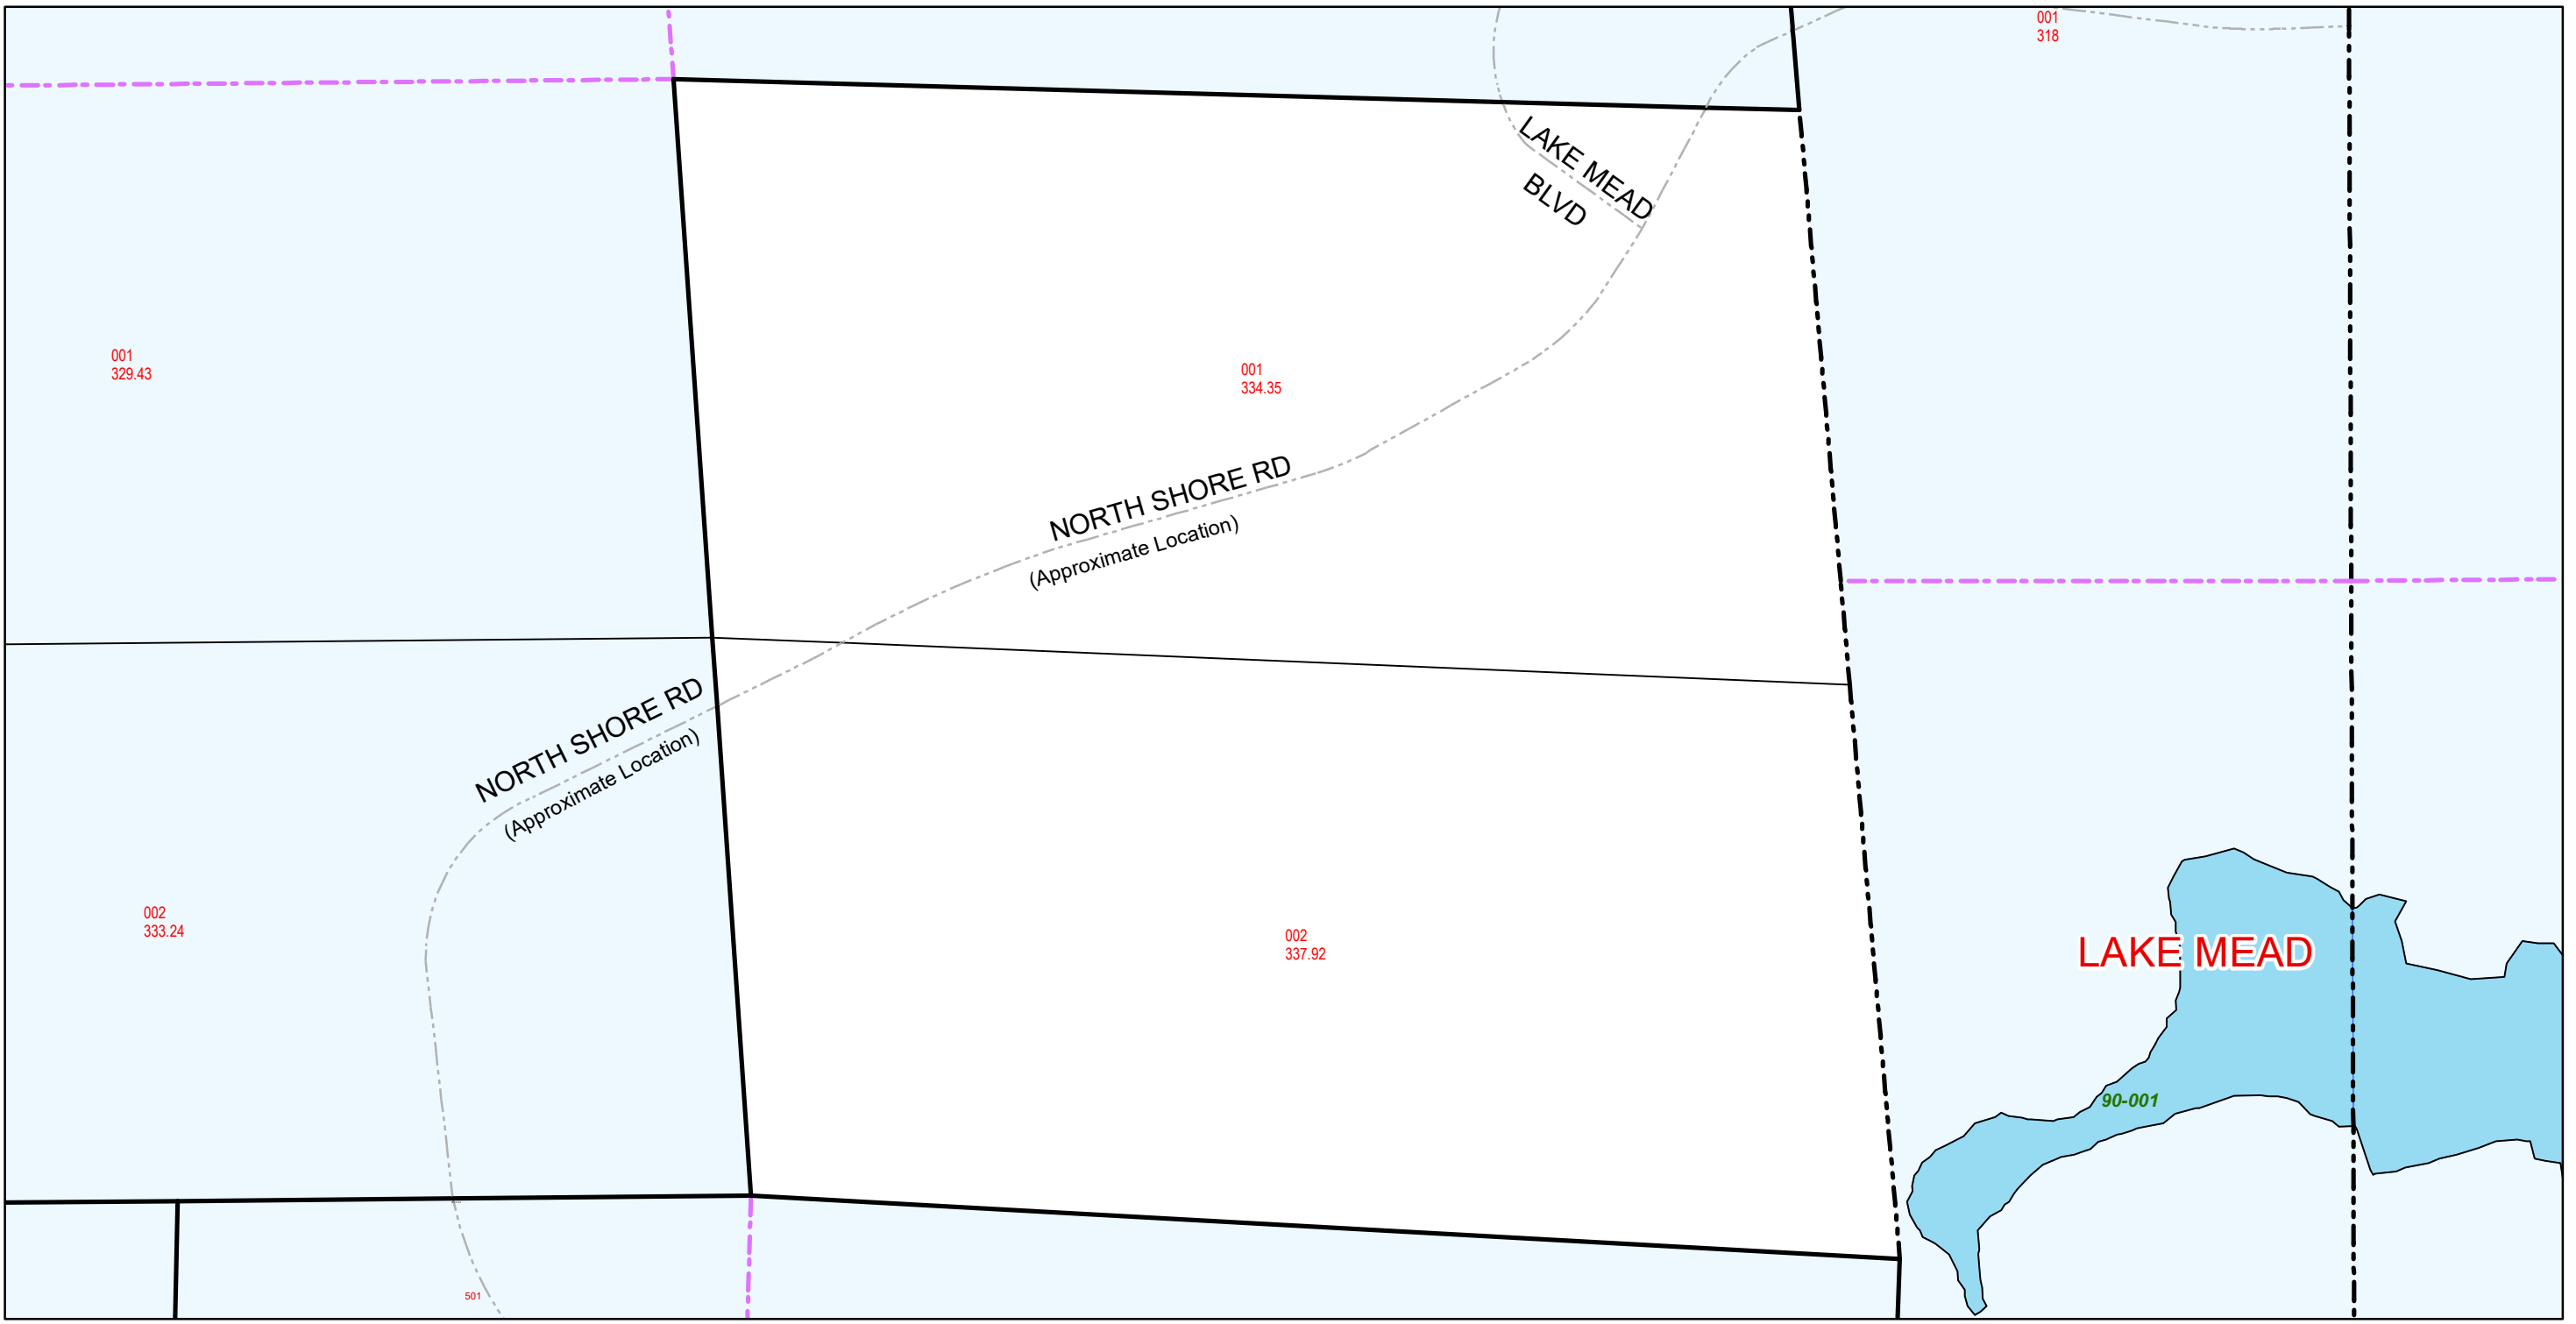 001
318
LAKE MEAD
BLVD
001
329.43
001
334.35
NORTH SHORE RD
(Approximate Location)
NORTH SHORE RD
(Approximate Location)
002
333.24
002
337.92
LAKE MEAD
90-001
501